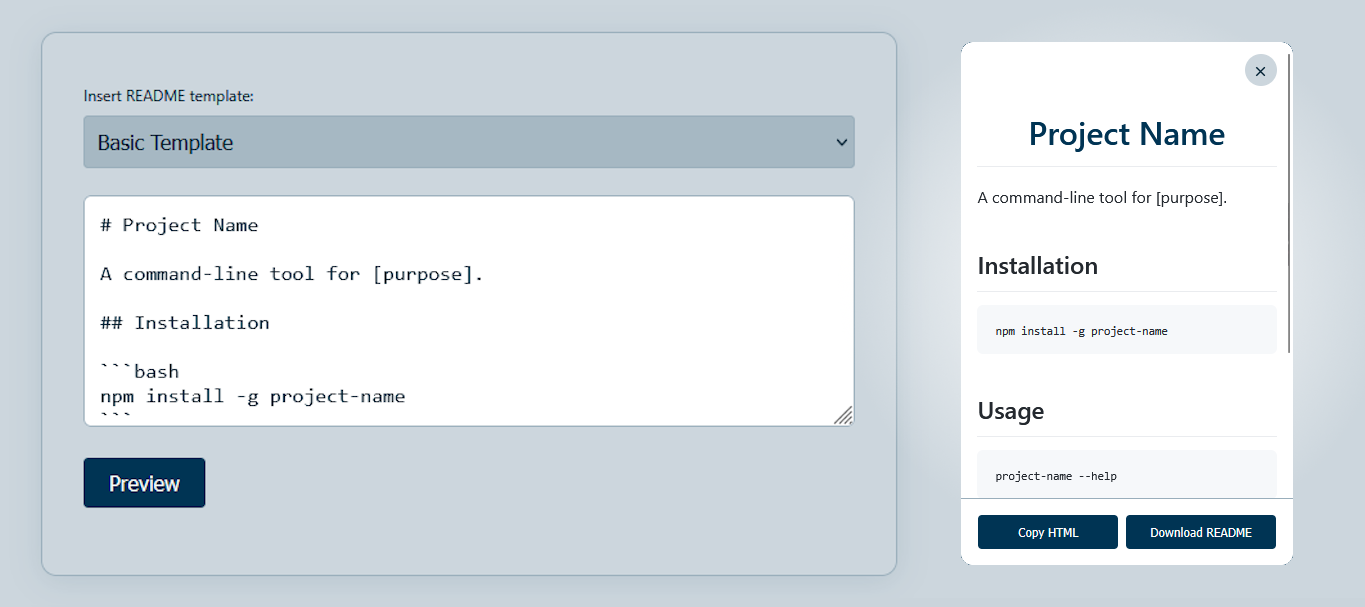 Insert README template:
Basic Template
# Project Name
A command-line tool for [purpose].
## Installation
```bash
npm install -g project-name
```
Preview
×
Project Name
A command-line tool for [purpose].
Installation
npm install -g project-name
Usage
project-name --help
Copy HTML
Download README